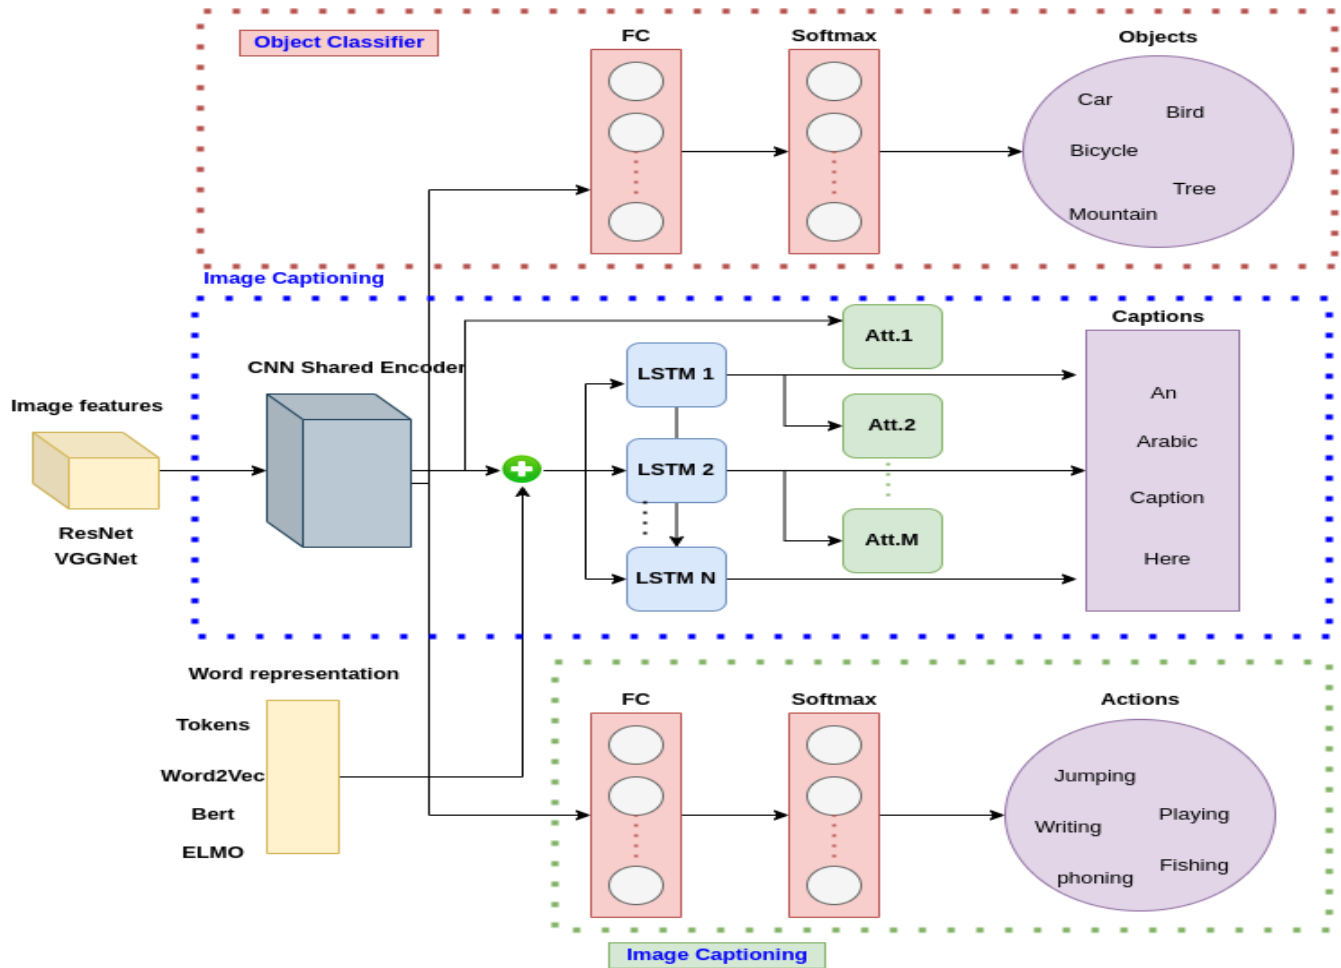 Object Classifier
FC
Softmax
Objects
Car
Bird
Bicycle
Tree
Mountain
Image Captioning
CNN Shared Encoder
Image features
ResNet
VGGNet
LSTM 1
LSTM 2
LSTM N
Att.1
Att.2
Att.M
Captions
An
Arabic
Caption
Here
Word representation
Tokens
Word2Vec
Bert
ELMO
FC
Softmax
Actions
Jumping
Playing
Writing
Fishing
phoning
Image Captioning